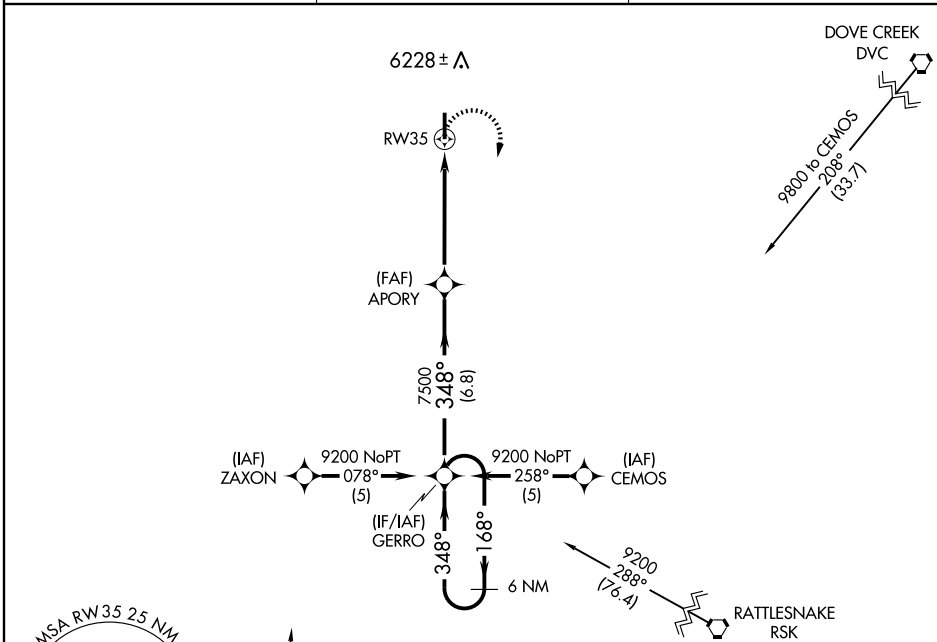 DOVE CREEK
DVC
6228 ±
RW35
9800 to CEMOS
208°
(33.7)
(FAF)
APORY
7500
348°
(6.8)
(IAF)
ZAXON
9200 NoPT
078°
(5)
9200 NoPT
258°
(5)
(IAF)
CEMOS
(IF/IAF)
GERRO
348°
168°
6 NM
9200
288°
(76.4)
RATTLESNAKE
RSK
MSA RW35 25 NM